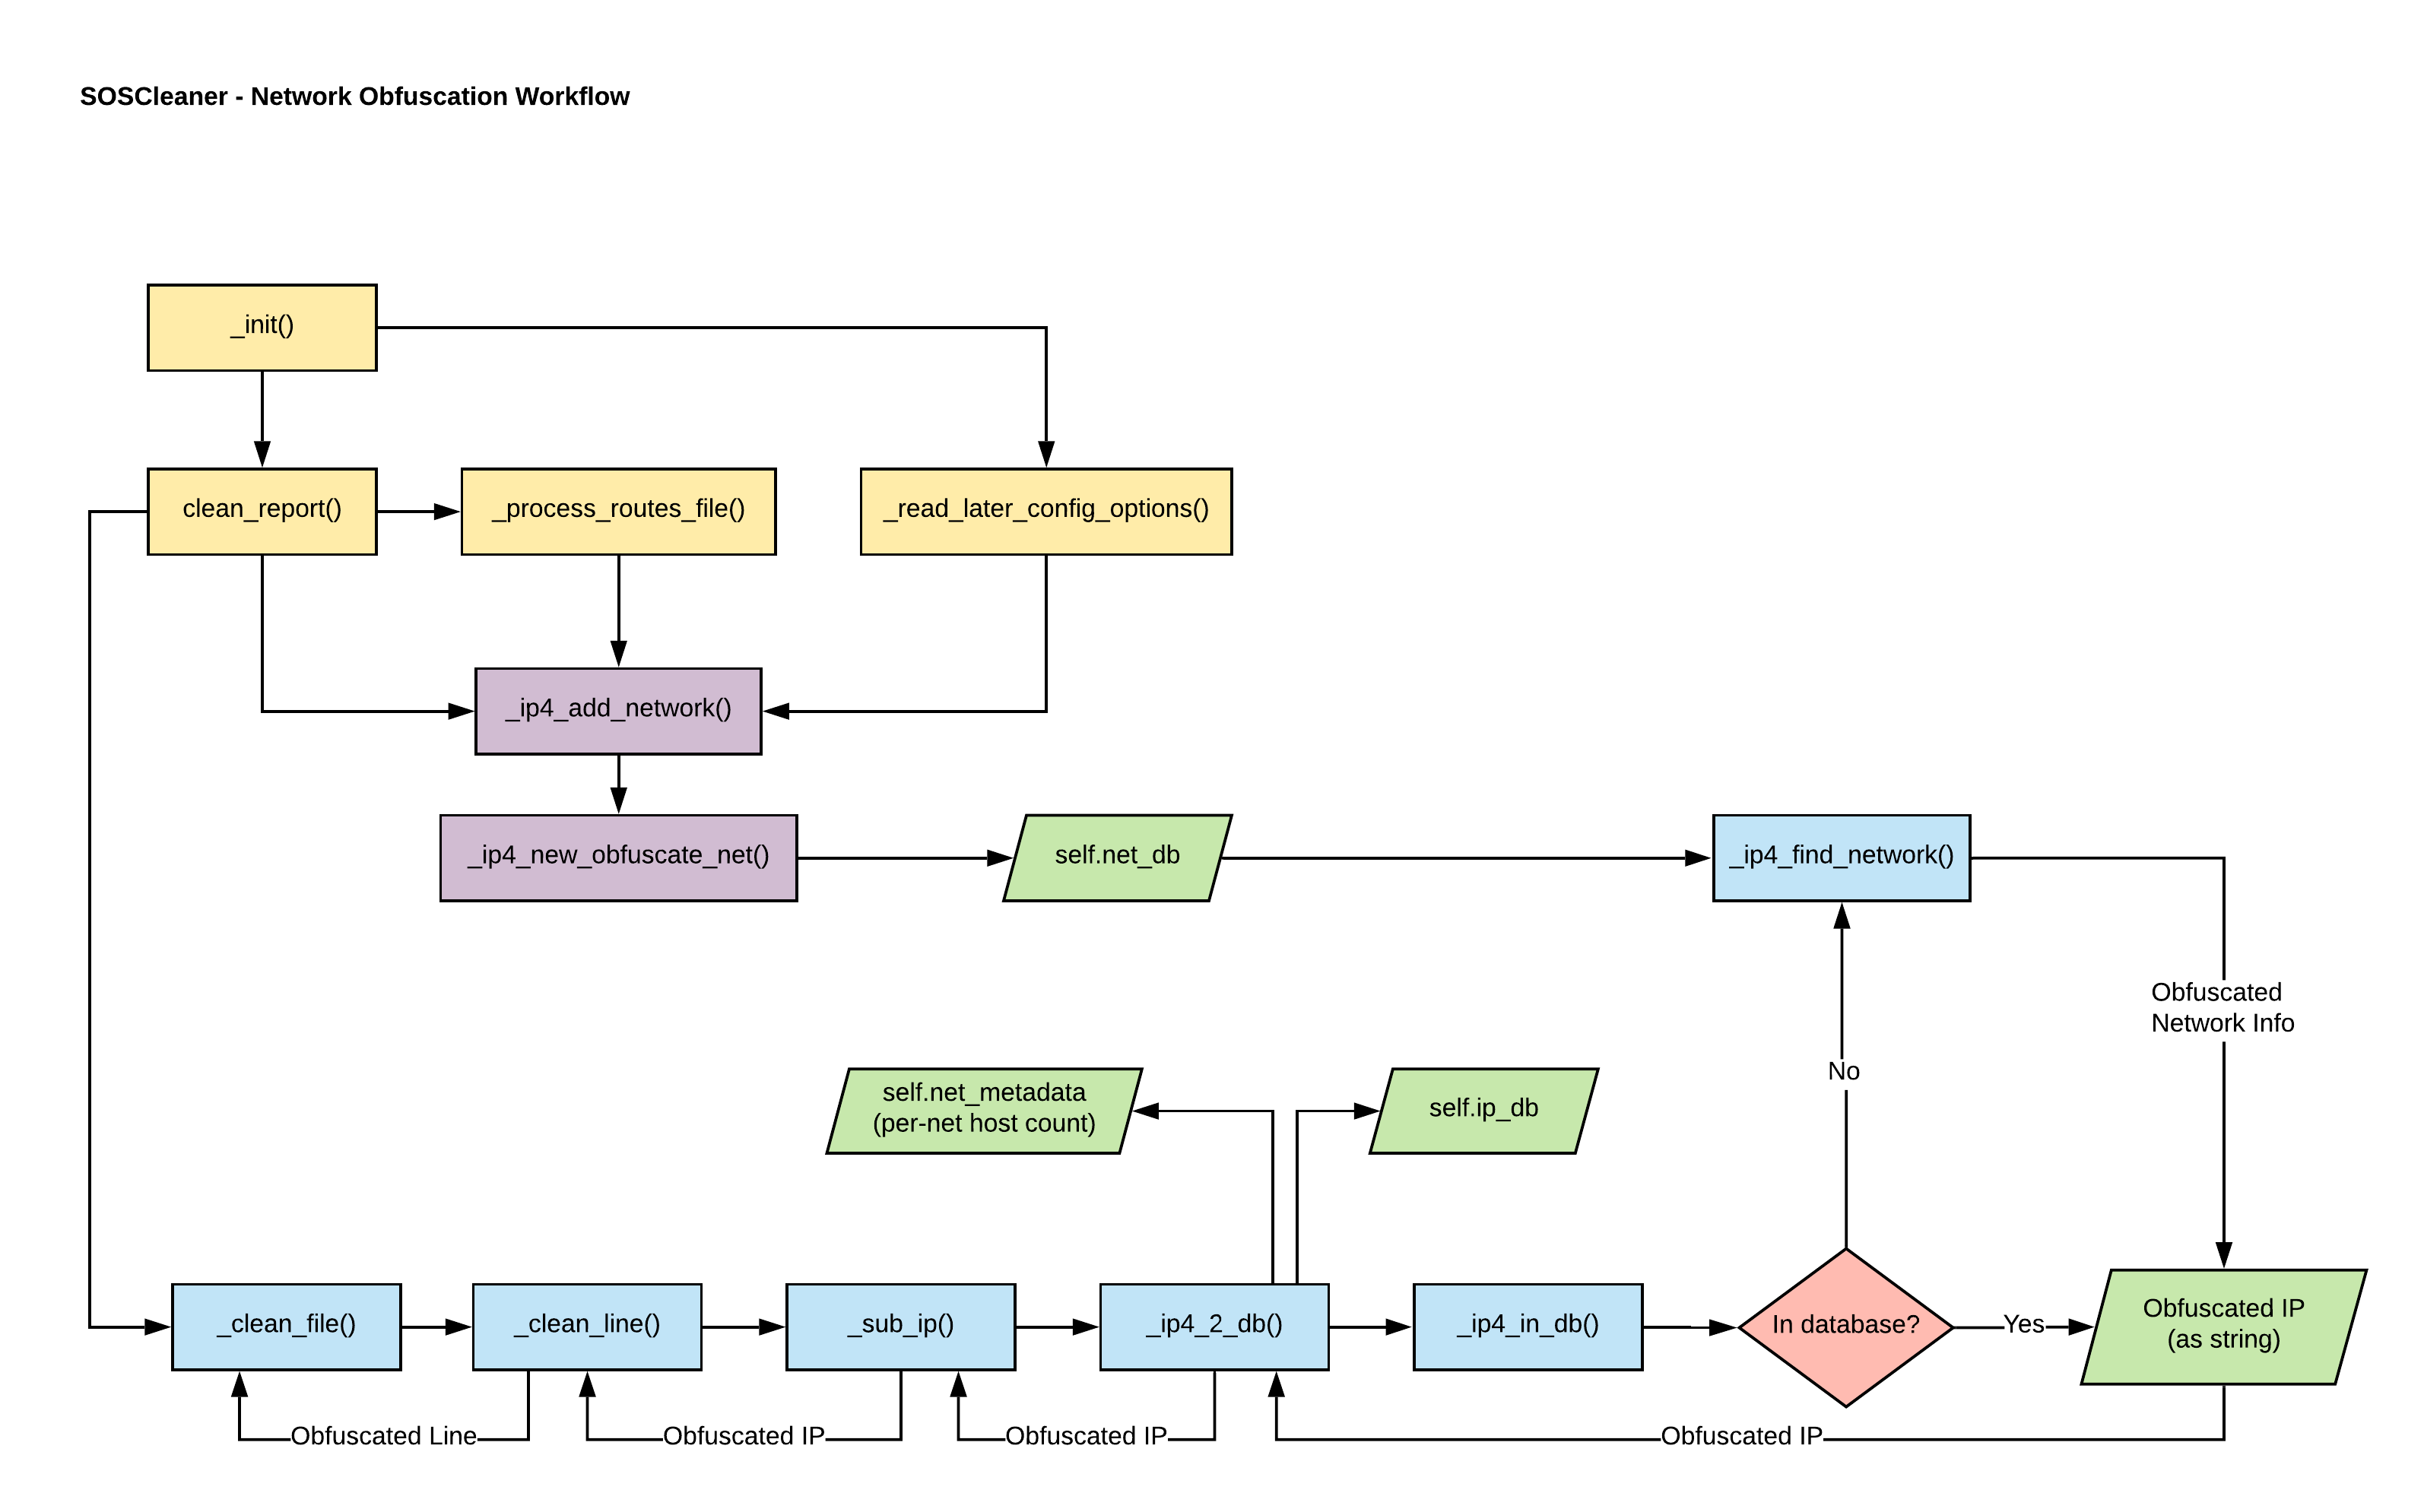 SOSCleaner - Network Obfuscation Workflow
_init()
clean_report()
_process_routes_file()
_read_later_config_options()
_ip4_add_network()
_ip4_new_obfuscate_net()
self.net_db
_ip4_find_network()
Obfuscated
Network Info
No
self.net_metadata
(per-net host count)
self.ip_db
_clean_file()
_clean_line()
_sub_ip()
_ip4_2_db()
_ip4_in_db()
In database?
Yes
Obfuscated IP
(as string)
Obfuscated Line
Obfuscated IP
Obfuscated IP
Obfuscated IP